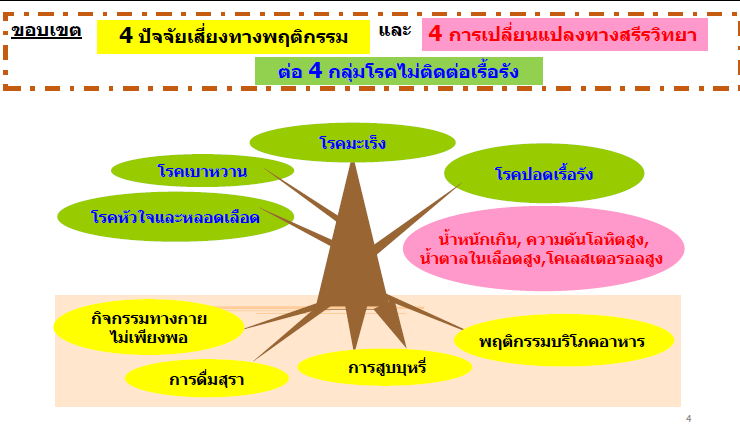 ขอบเขต 4 ปัจจัยเสี่ยงทางพฤติกรรม และ 4 การเปลี่ยนแปลงทางสรีรวิทยา
ต่อ 4 กลุ่มโรคไม่ติดต่อเรื้อรัง
โรคมะเร็ง
โรคเบาหวาน
โรคปอดเรื้อรัง
โรคหัวใจและหลอดเลือด
น้ำหนักเกิน, ความดันโลหิตสูง,
น้ำตาลในเลือดสูง,โคเลสเตอรอลสูง
กิจกรรมทางกาย
ไม่เพียงพอ
พฤติกรรมบริโภคอาหาร
การสูบบุหรี่
การดื่มสุรา
4